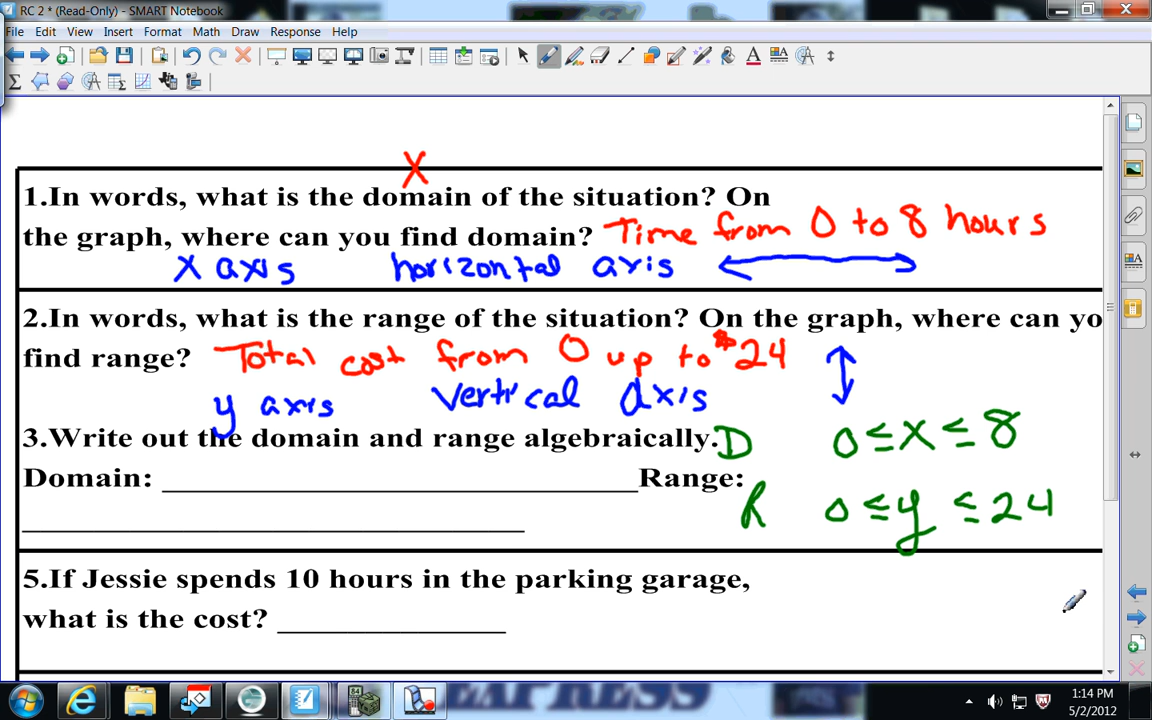 RC 2 * (Read-Only) - SMART Notebook
File Edit View Insert Format Math Draw Response Help
X
1.In words, what is the domain of the situation? On
the graph, where can you find domain? Time from 0 to 8 hours
x axis horizontal axis
2.In words, what is the range of the situation? On the graph, where can yo
find range? Total cost from 0 up to $24
y axis vertical axis
3.Write out the domain and range algebraically. D 0 ≤ x ≤ 8
Domain: ________________________________Range:
R 0 ≤ y ≤ 24
__________________________________
5.If Jessie spends 10 hours in the parking garage,
what is the cost? ________________
EXPRESS
1:14 PM
5/2/2012